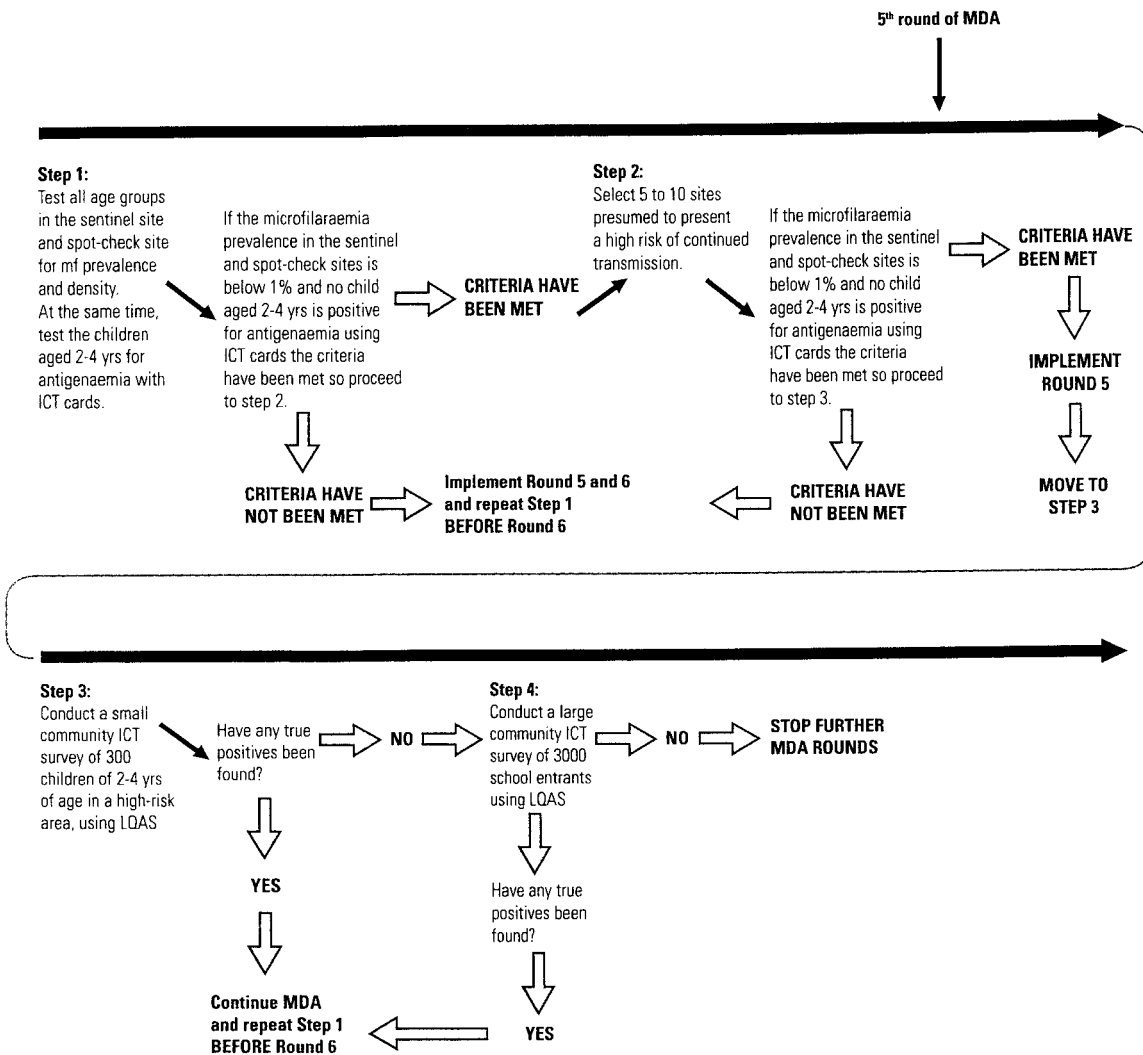 5th round of MDA
Step 1:
Test all age groups
in the sentinel site
and spot-check site
for mf prevalence
and density.
At the same time,
test the children
aged 2-4 yrs for
antigenaemia with
ICT cards.
If the microfilaraemia
prevalence in the sentinel
and spot-check sites is
below 1% and no child
aged 2-4 yrs is positive
for antigenaemia using
ICT cards the criteria
have been met so proceed
to step 2.
CRITERIA HAVE
BEEN MET
CRITERIA HAVE
NOT BEEN MET
Implement Round 5 and 6
and repeat Step 1
BEFORE Round 6
Step 2:
Select 5 to 10 sites
presumed to present
a high risk of continued
transmission.
If the microfilaraemia
prevalence in the sentinel
and spot-check sites is
below 1% and no child
aged 2-4 yrs is positive
for antigenaemia using
ICT cards the criteria
have been met so proceed
to step 3.
CRITERIA HAVE
NOT BEEN MET
CRITERIA HAVE
BEEN MET
IMPLEMENT
ROUND 5
MOVE TO
STEP 3
Step 3:
Conduct a small
community ICT
survey of 300
children of 2-4 yrs
of age in a high-risk
area, using LQAS
Have any true
positives been
found?
NO
YES
Continue MDA
and repeat Step 1
BEFORE Round 6
Step 4:
Conduct a large
community ICT
survey of 3000
school entrants
using LQAS
NO
STOP FURTHER
MDA ROUNDS
Have any true
positives been
found?
YES